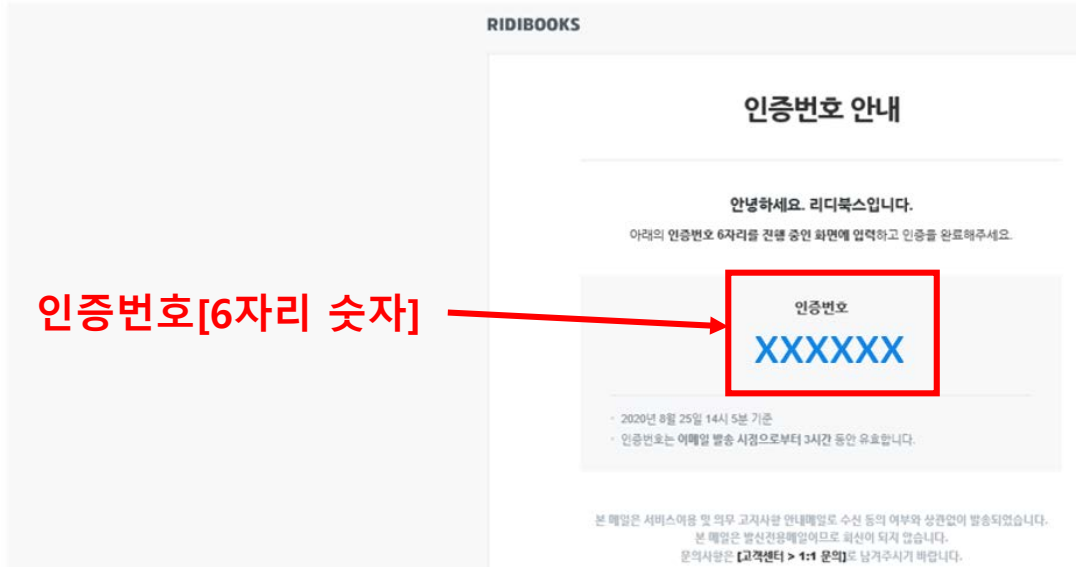 RIDIBOOKS
인증번호 안내
안녕하세요. 리디북스입니다.
아래의 인증번호 6자리를 진행 중인 화면에 입력하고 인증을 완료해주세요.
인증번호[6자리 숫자]
인증번호
XXXXXX
· 2020년 8월 25일 14시 5분 기준
· 인증번호는 이메일 발송 시점으로부터 3시간 동안 유효합니다.
본 메일은 서비스이용 및 의무 고지사항 안내메일로 수신 동의 여부와 상관없이 발송되었습니다.
본 메일은 발신전용메일이므로 회신이 되지 않습니다.
문의사항은 [고객센터 > 1:1 문의]로 남겨주시기 바랍니다.